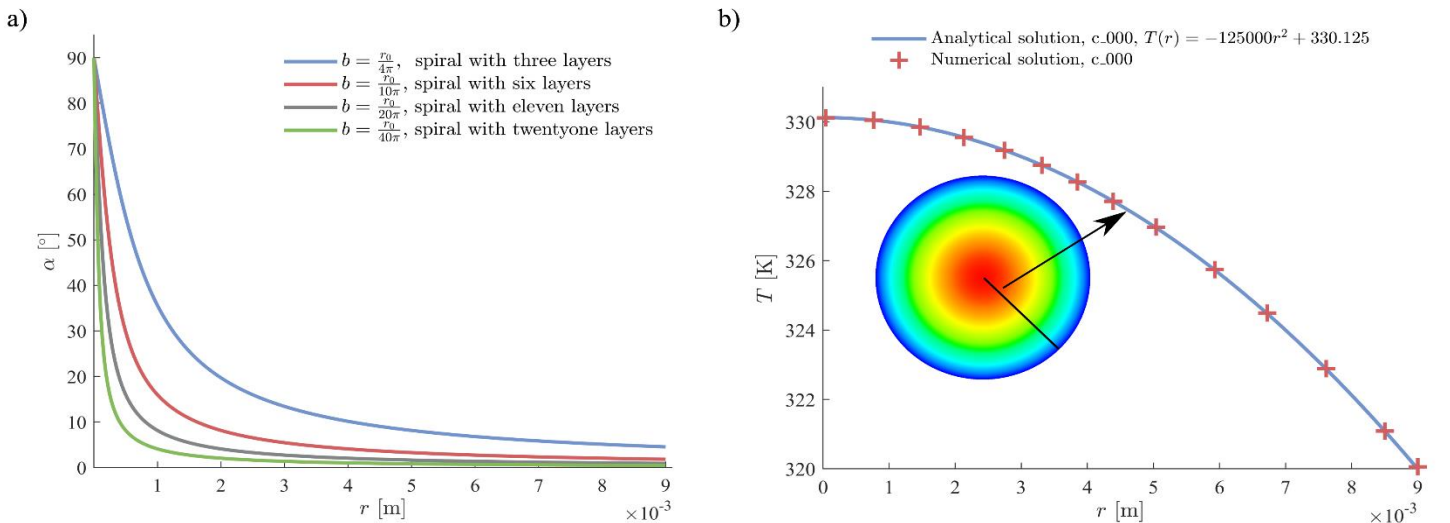 a)
b = r₀/4π, spiral with three layers
b = r₀/10π, spiral with six layers
b = r₀/20π, spiral with eleven layers
b = r₀/40π, spiral with twentyone layers
90
80
70
60
50
40
30
20
10
0
α [°]
1 2 3 4 5 6 7 8 9
r [m]
×10⁻³
b)
Analytical solution, c_000, T(r) = −125000r² + 330.125
Numerical solution, c_000
330
328
326
324
322
320
T [K]
0 1 2 3 4 5 6 7 8 9
r [m]
×10⁻³